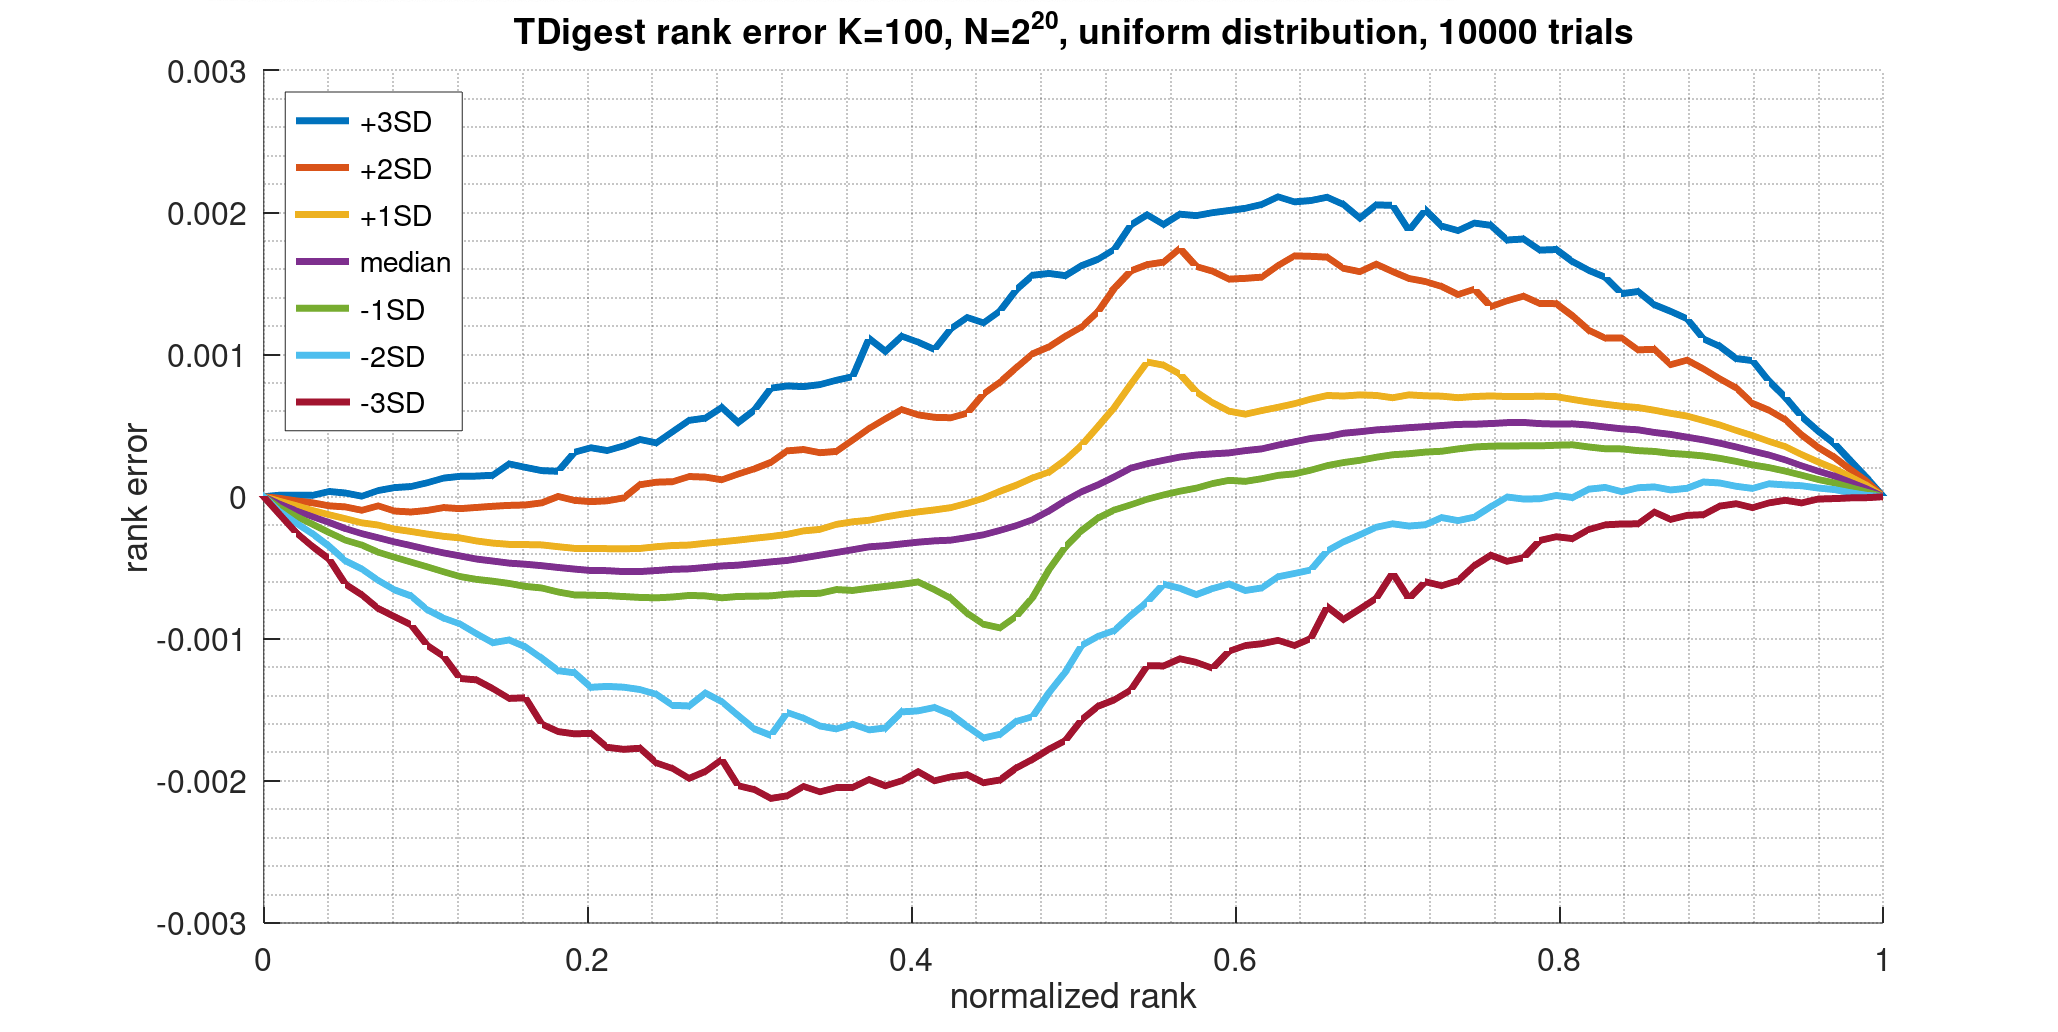 TDigest rank error K=100, N=2²⁰, uniform distribution, 10000 trials
0.003
0.002
0.001
0
-0.001
-0.002
-0.003
rank error
+3SD
+2SD
+1SD
median
-1SD
-2SD
-3SD
0 0.2 0.4 0.6 0.8 1
normalized rank